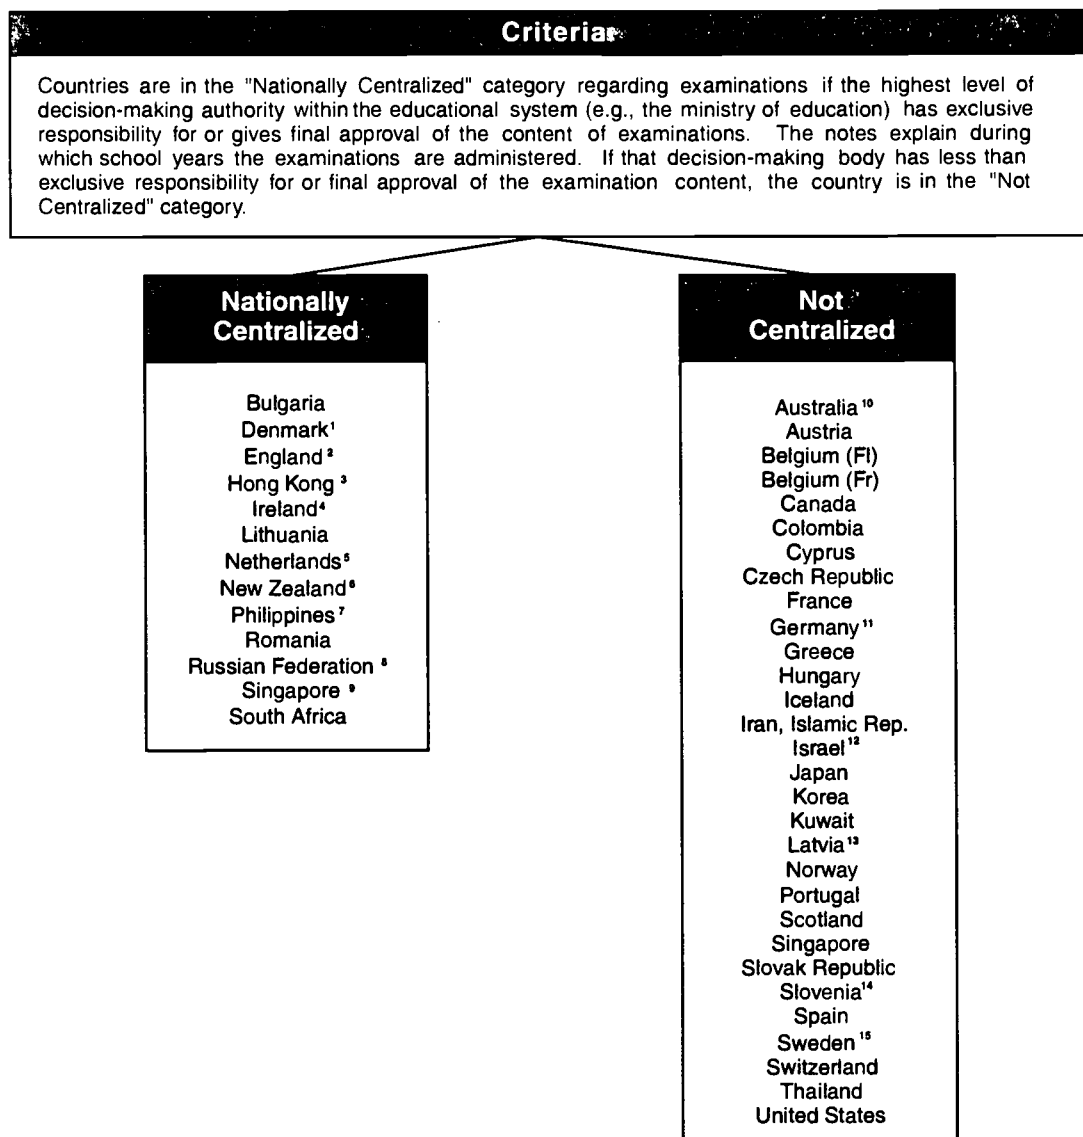 Criteria
Countries are in the "Nationally Centralized" category regarding examinations if the highest level of
decision-making authority within the educational system (e.g., the ministry of education) has exclusive
responsibility for or gives final approval of the content of examinations. The notes explain during
which school years the examinations are administered. If that decision-making body has less than
exclusive responsibility for or final approval of the examination content, the country is in the "Not
Centralized" category.
Nationally
Centralized
Bulgaria
Denmark¹
England²
Hong Kong³
Ireland⁴
Lithuania
Netherlands⁵
New Zealand⁶
Philippines⁷
Romania
Russian Federation⁸
Singapore⁹
South Africa
Not
Centralized
Australia¹⁰
Austria
Belgium (Fl)
Belgium (Fr)
Canada
Colombia
Cyprus
Czech Republic
France
Germany¹¹
Greece
Hungary
Iceland
Iran, Islamic Rep.
Israel¹²
Japan
Korea
Kuwait
Latvia¹³
Norway
Portugal
Scotland
Singapore
Slovak Republic
Slovenia¹⁴
Spain
Sweden¹⁵
Switzerland
Thailand
United States